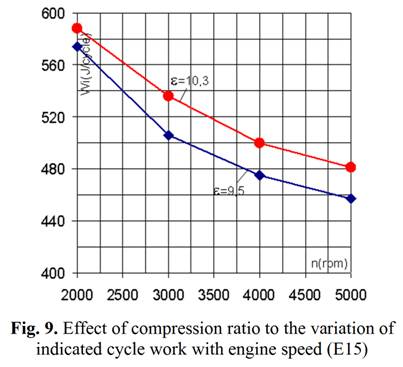 600
560
520
480
440
400
Wi(J/cycle)
ε=10,3
ε=9,5
n(rpm)
2000 2500 3000 3500 4000 4500 5000
Fig. 9. Effect of compression ratio to the variation of
indicated cycle work with engine speed (E15)